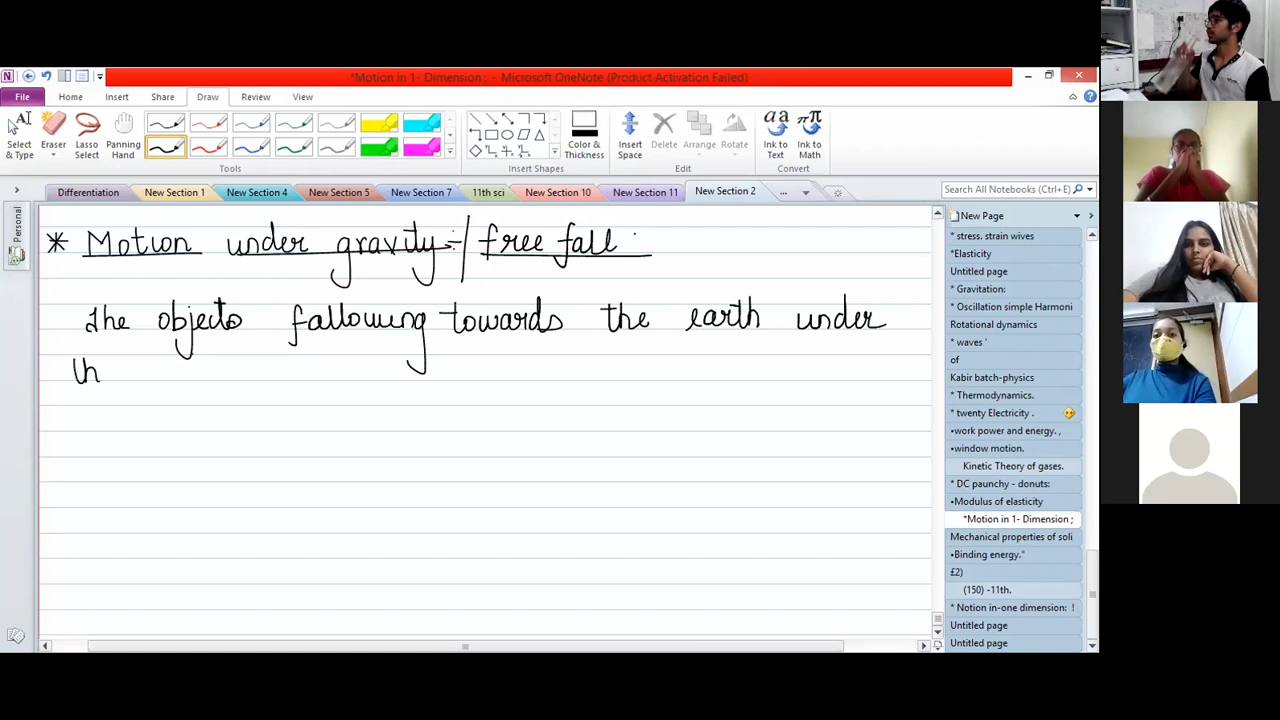 *Motion in 1- Dimension ; - Microsoft OneNote (Product Activation Failed)
File Home Insert Share Draw Review View
Select & Type
Eraser
Lasso Select
Panning Hand
Color & Thickness
Insert Space
Delete
Arrange
Rotate
Ink to Text
Ink to Math
Tools
Insert Shapes
Edit
Convert
Differentiation New Section 1 New Section 4 New Section 5 New Section 7 11th sci New Section 10 New Section 11 New Section 2 ...
Search All Notebooks (Ctrl+E)
Personal
* Motion under gravity :- / free fall
The objects fallowing towards the earth under
th
New Page
* stress. strain wives
*Elasticity
Untitled page
* Gravitation:
* Oscillation simple Harmoni
Rotational dynamics
* waves '
of
Kabir batch-physics
* Thermodynamics.
* twenty Electricity .
•work power and energy. ,
•window motion.
Kinetic Theory of gases.
* DC paunchy - donuts:
•Modulus of elasticity
*Motion in 1- Dimension ;
Mechanical properties of soli
•Binding energy."
£2)
(150) -11th.
* Notion in-one dimension: !
Untitled page
Untitled page